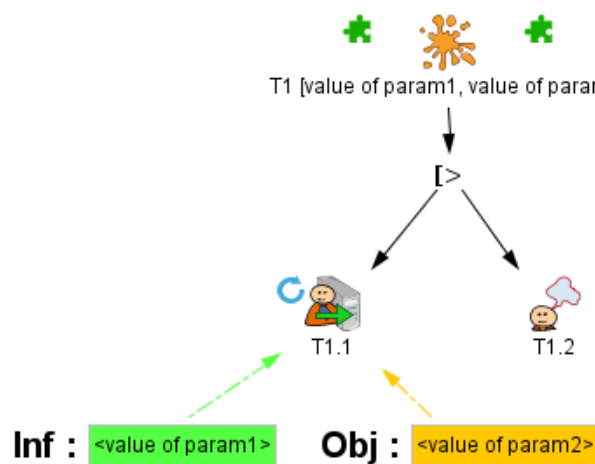 T1 [value of param1, value of param
[>
T1.1
T1.2
Inf : <value of param1>
Obj : <value of param2>